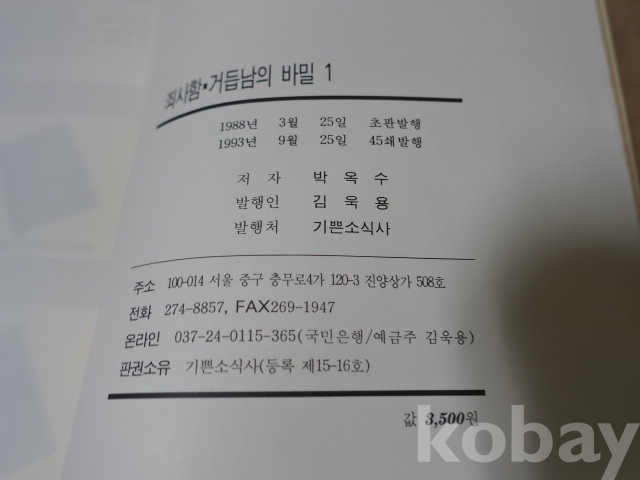 죄사함•거듭남의 비밀 1
1988년 3월 25일 초판발행
1993년 9월 25일 45쇄발행
저 자 박 옥 수
발행인 김 욱 용
발행처 기쁜소식사
주소 100-014 서울 중구 충무로4가 120-3 진양상가 508호
전화 274-8857, FAX269-1947
온라인 037-24-0115-365(국민은행/예금주 김욱용)
판권소유 기쁜소식사(등록 제15-16호)
값 3,500원
kobay